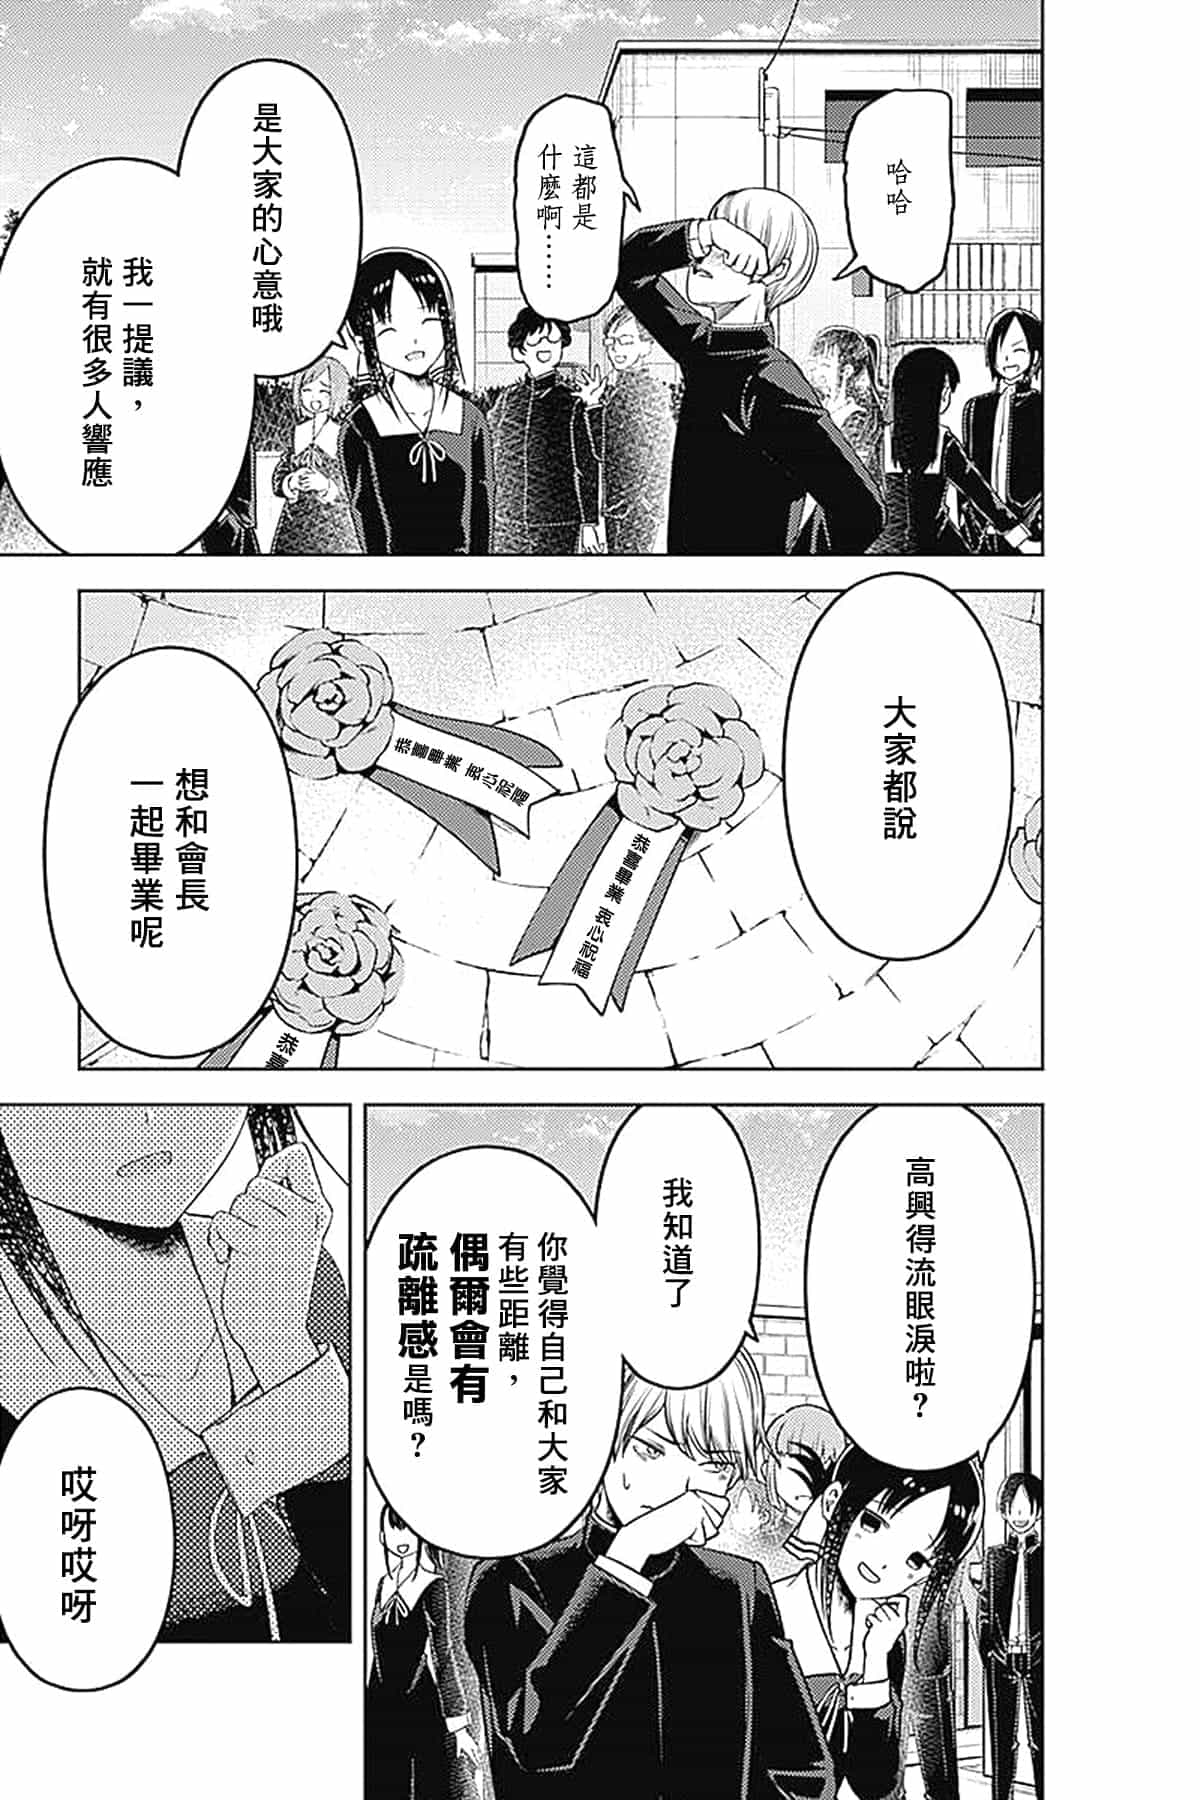 哈哈
這都是
什麼啊……
是大家的心意哦
我一提議，
就有很多人響應
大家都說
恭喜畢業 衷心祝福
恭喜畢業 衷心祝福
恭喜
想和會長
一起畢業呢
高興得流眼淚啦？
我知道了
你覺得自己和大家
有些距離，
偶爾會有
疏離感是嗎？
哎呀哎呀